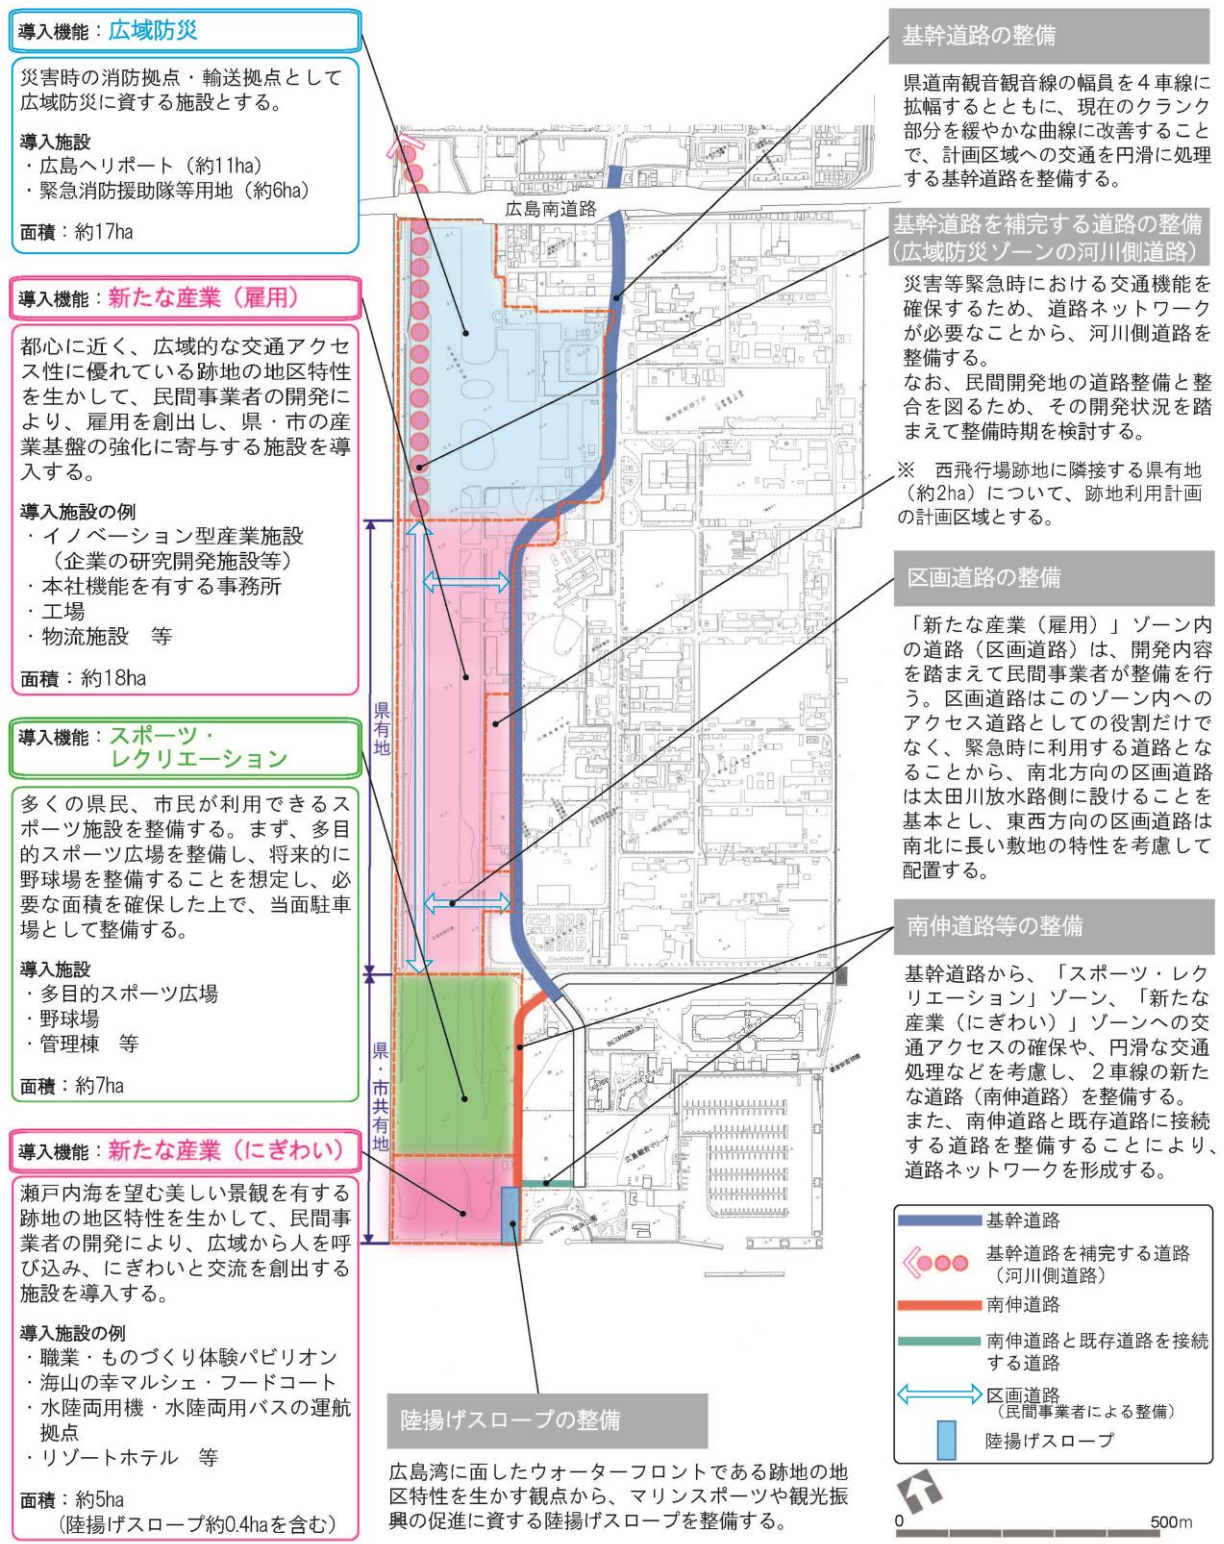 導入機能：広域防災
災害時の消防拠点・輸送拠点として
広域防災に資する施設とする。
導入施設
・広島ヘリポート（約11ha）
・緊急消防援助隊等用地（約6ha）
面積：約17ha
導入機能：新たな産業（雇用）
都心に近く、広域的な交通アクセ
ス性に優れている跡地の地区特性
を生かして、民間事業者の開発に
より、雇用を創出し、県・市の産
業基盤の強化に寄与する施設を導
入する。
導入施設の例
・イノベーション型産業施設
（企業の研究開発施設等）
・本社機能を有する事務所
・工場
・物流施設　等
面積：約18ha
導入機能：スポーツ・
レクリエーション
多くの県民、市民が利用できるス
ポーツ施設を整備する。まず、多目
的スポーツ広場を整備し、将来的に
野球場を整備することを想定し、必
要な面積を確保した上で、当面駐車
場として整備する。
導入施設
・多目的スポーツ広場
・野球場
・管理棟　等
面積：約7ha
導入機能：新たな産業（にぎわい）
瀬戸内海を望む美しい景観を有する
跡地の地区特性を生かして、民間事
業者の開発により、広域から人を呼
び込み、にぎわいと交流を創出する
施設を導入する。
導入施設の例
・職業・ものづくり体験パビリオン
・海山の幸マルシェ・フードコート
・水陸両用機・水陸両用バスの運航
拠点
・リゾートホテル　等
面積：約5ha
（陸揚げスロープ約0.4haを含む）
広島南道路
県有地
県・市共有地
広島観音マリーナ
陸揚げスロープの整備
広島湾に面したウォーターフロントである跡地の地
区特性を生かす観点から、マリンスポーツや観光振
興の促進に資する陸揚げスロープを整備する。
基幹道路の整備
県道南観音観音線の幅員を４車線に
拡幅するとともに、現在のクランク
部分を緩やかな曲線に改善すること
で、計画区域への交通を円滑に処理
する基幹道路を整備する。
基幹道路を補完する道路の整備
（広域防災ゾーンの河川側道路）
災害等緊急時における交通機能を
確保するため、道路ネットワーク
が必要なことから、河川側道路を
整備する。
なお、民間開発地の道路整備と整
合を図るため、その開発状況を踏
まえて整備時期を検討する。
※　西飛行場跡地に隣接する県有地
（約2ha）について、跡地利用計画
の計画区域とする。
区画道路の整備
「新たな産業（雇用）」ゾーン内
の道路（区画道路）は、開発内容
を踏まえて民間事業者が整備を行
う。区画道路はこのゾーン内への
アクセス道路としての役割だけで
なく、緊急時に利用する道路とな
ることから、南北方向の区画道路
は太田川放水路側に設けることを
基本とし、東西方向の区画道路は
南北に長い敷地の特性を考慮して
配置する。
南伸道路等の整備
基幹道路から、「スポーツ・レク
リエーション」ゾーン、「新たな
産業（にぎわい）」ゾーンへの交
通アクセスの確保や、円滑な交通
処理などを考慮し、２車線の新た
な道路（南伸道路）を整備する。
また、南伸道路と既存道路に接続
する道路を整備することにより、
道路ネットワークを形成する。
基幹道路
基幹道路を補完する道路
（河川側道路）
南伸道路
南伸道路と既存道路を接続
する道路
区画道路
（民間事業者による整備）
陸揚げスロープ
0 500m